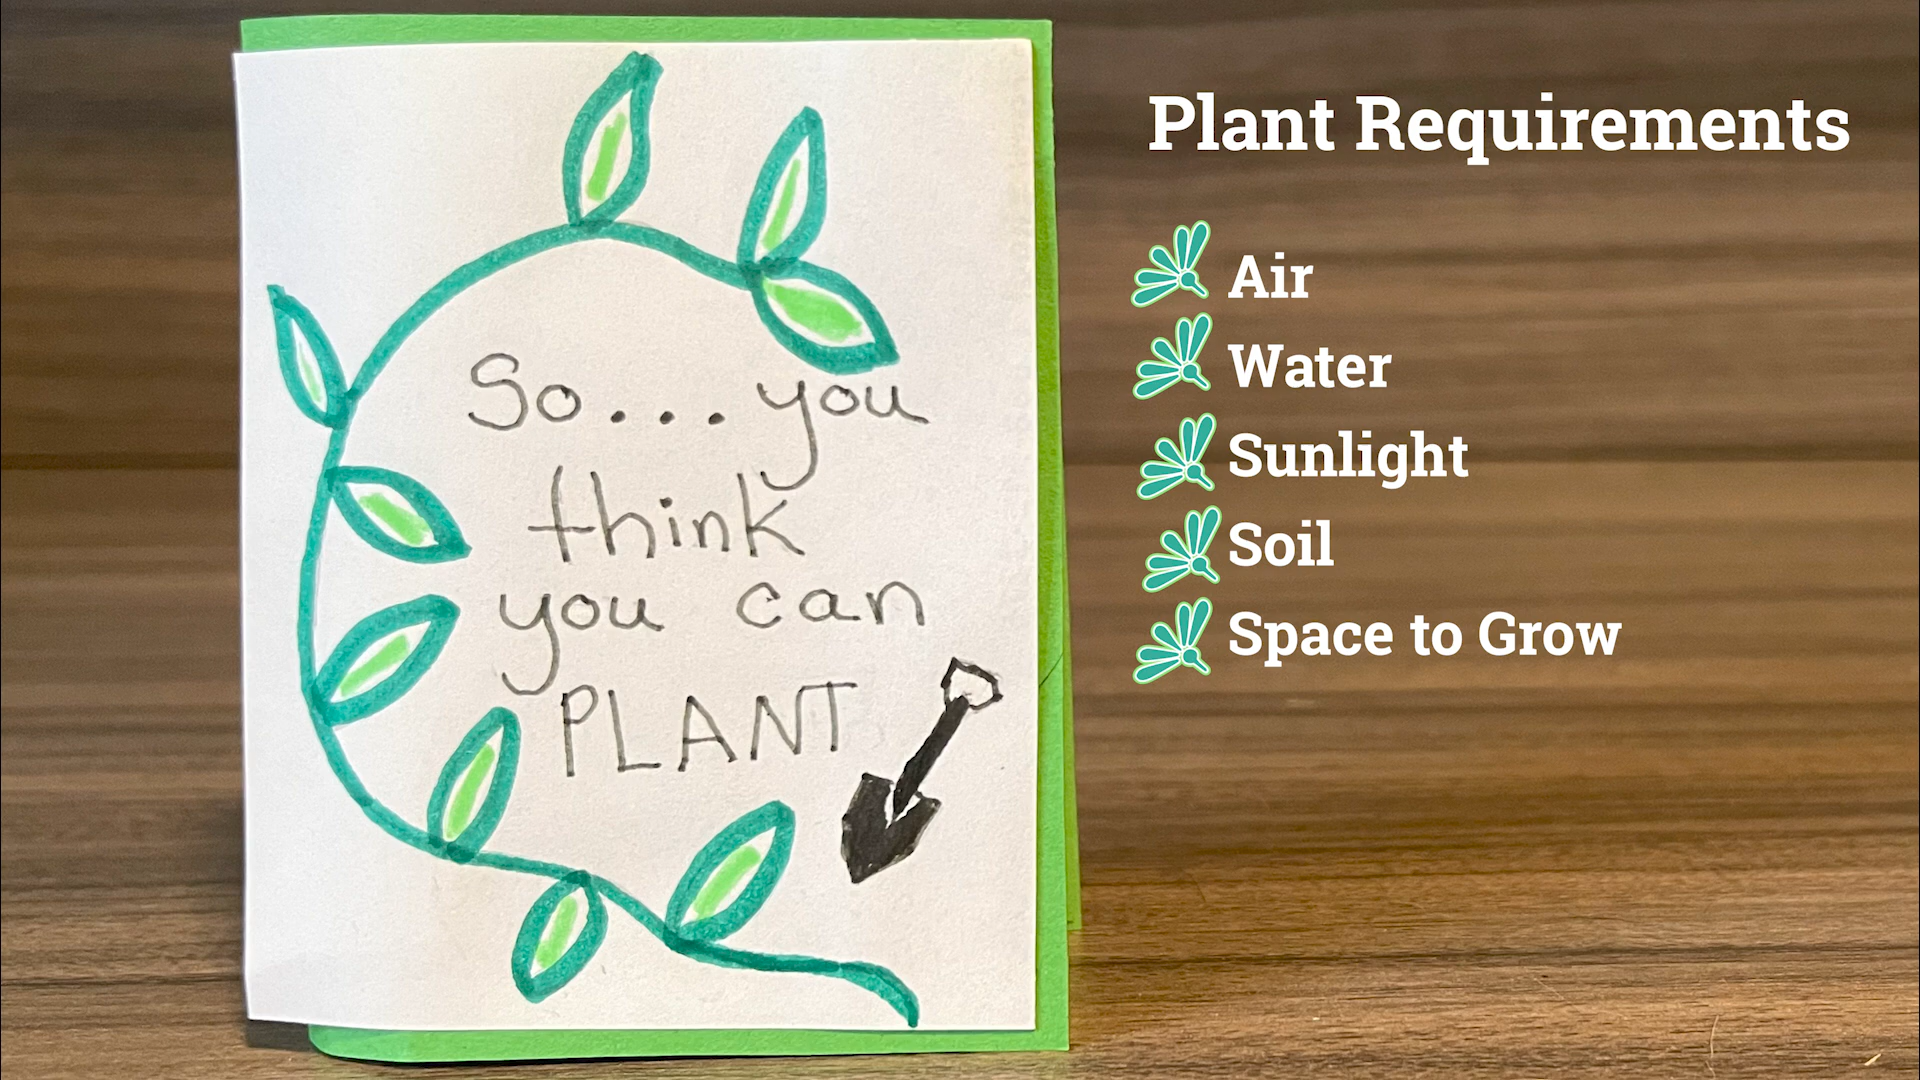 So...you
think
you can
PLANT
Plant Requirements
Air
Water
Sunlight
Soil
Space to Grow